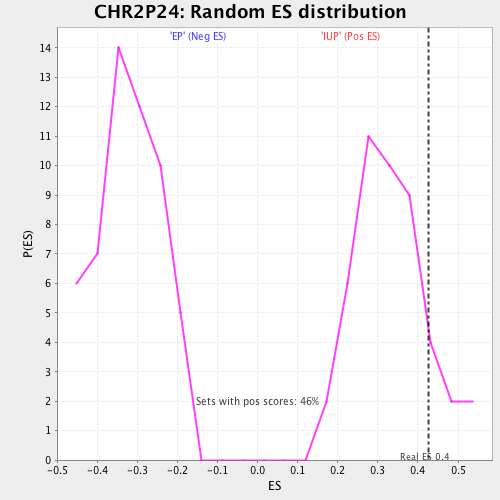 CHR2P24: Random ES distribution
'EP' (Neg ES) 'IUP' (Pos ES)
P(ES)
14
13
12
11
10
9
8
7
6
5
4
3
2
1
0
Sets with pos scores: 46%
Real ES 0.4
-0.5 -0.4 -0.3 -0.2 -0.1 0.0 0.1 0.2 0.3 0.4 0.5
ES